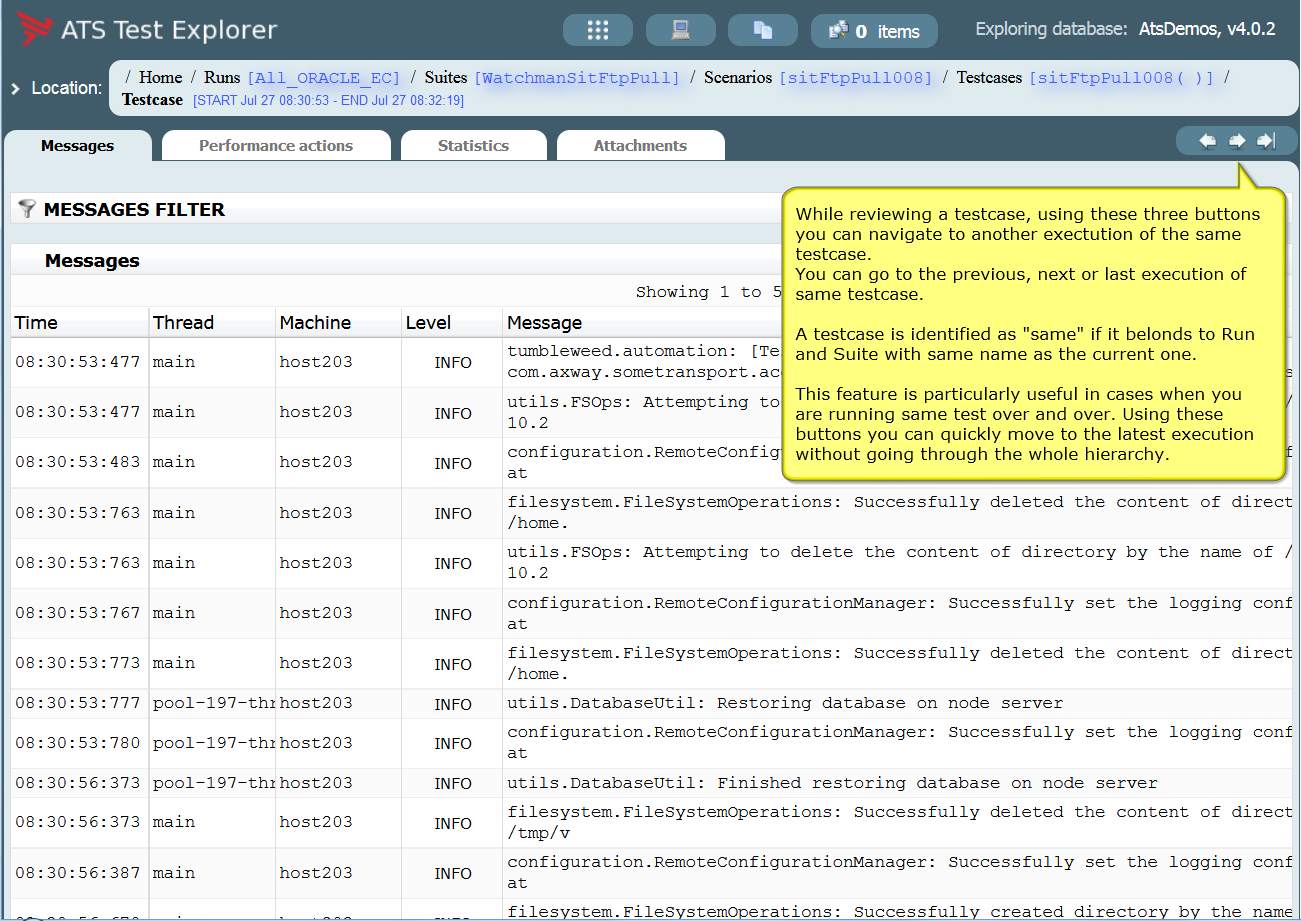 ATS Test Explorer
0 items
Exploring database: AtsDemos, v4.0.2
Location:
/ Home / Runs [All_ORACLE_EC] / Suites [WatchmanSitFtpPull] / Scenarios [sitFtpPull008] / Testcases [sitFtpPull008( )] /
Testcase [START Jul 27 08:30:53 - END Jul 27 08:32:19]
Messages Performance actions Statistics Attachments
MESSAGES FILTER
While reviewing a testcase, using these three buttons
you can navigate to another exectution of the same
testcase.
You can go to the previous, next or last execution of
same testcase.
A testcase is identified as "same" if it belonds to Run
and Suite with same name as the current one.
This feature is particularly useful in cases when you
are running same test over and over. Using these
buttons you can quickly move to the latest execution
without going through the whole hierarchy.
Messages
Showing 1 to 5
Time Thread Machine Level Message
08:30:53:477 main host203 INFO tumbleweed.automation: [Te
com.axway.sometransport.acc
08:30:53:477 main host203 INFO utils.FSOps: Attempting to /
10.2
08:30:53:483 main host203 INFO configuration.RemoteConfig
at
08:30:53:763 main host203 INFO filesystem.FileSystemOperations: Successfully deleted the content of direct
/home.
08:30:53:763 main host203 INFO utils.FSOps: Attempting to delete the content of directory by the name of /
10.2
08:30:53:767 main host203 INFO configuration.RemoteConfigurationManager: Successfully set the logging conf
at
08:30:53:773 main host203 INFO filesystem.FileSystemOperations: Successfully deleted the content of direct
/home.
08:30:53:777 pool-197-thr host203 INFO utils.DatabaseUtil: Restoring database on node server
08:30:53:780 pool-197-thr host203 INFO configuration.RemoteConfigurationManager: Successfully set the logging conf
at
08:30:56:373 pool-197-thr host203 INFO utils.DatabaseUtil: Finished restoring database on node server
08:30:56:373 main host203 INFO filesystem.FileSystemOperations: Successfully deleted the content of direct
/tmp/v
08:30:56:387 main host203 INFO configuration.RemoteConfigurationManager: Successfully set the logging conf
at
filesystem.FileSystemOperations: Successfully created directory by the name